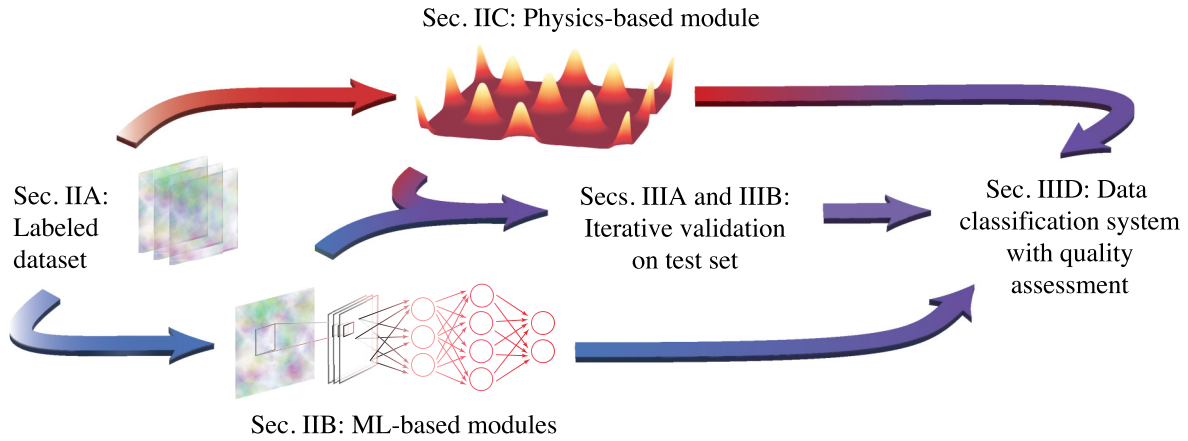 Sec. IIC: Physics-based module
Sec. IIA:
Labeled
dataset
Secs. IIIA and IIIB:
Iterative validation
on test set
Sec. IIID: Data
classification system
with quality
assessment
Sec. IIB: ML-based modules